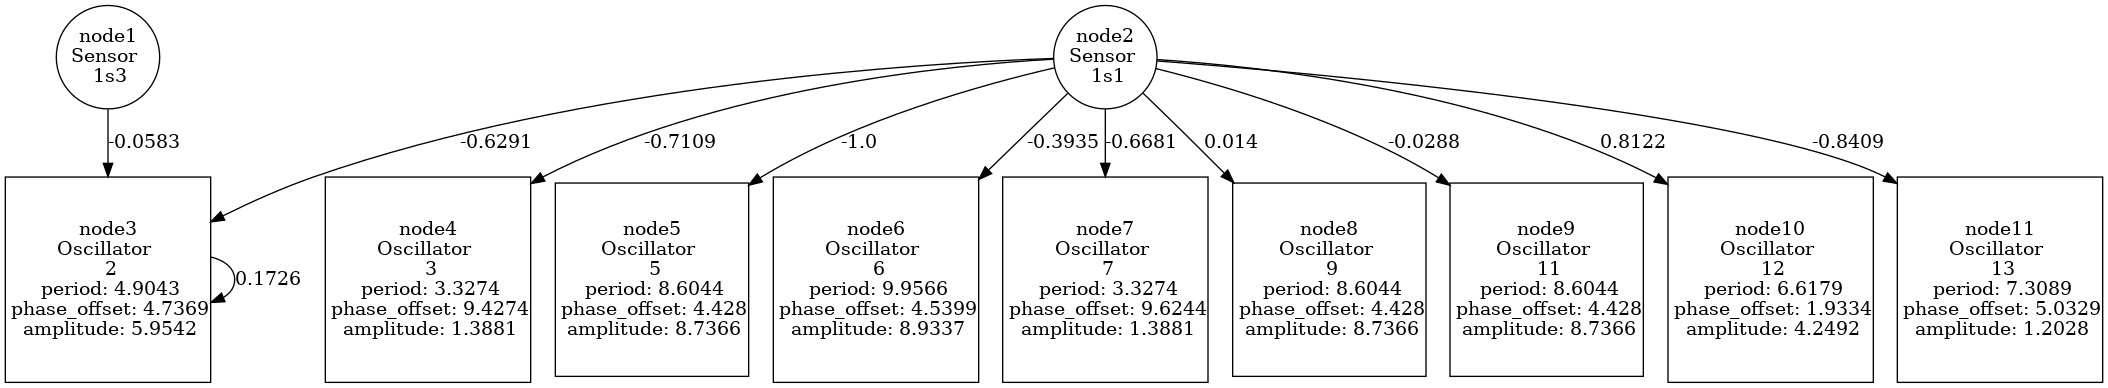 node1
Sensor
1s3
node2
Sensor
1s1
-0.0583
-0.6291
-0.7109
-1.0
-0.3935
-0.6681
0.014
-0.0288
0.8122
-0.8409
node3
Oscillator
2
period: 4.9043
phase_offset: 4.7369
amplitude: 5.9542
0.1726
node4
Oscillator
3
period: 3.3274
phase_offset: 9.4274
amplitude: 1.3881
node5
Oscillator
5
period: 8.6044
phase_offset: 4.428
amplitude: 8.7366
node6
Oscillator
6
period: 9.9566
phase_offset: 4.5399
amplitude: 8.9337
node7
Oscillator
7
period: 3.3274
phase_offset: 9.6244
amplitude: 1.3881
node8
Oscillator
9
period: 8.6044
phase_offset: 4.428
amplitude: 8.7366
node9
Oscillator
11
period: 8.6044
phase_offset: 4.428
amplitude: 8.7366
node10
Oscillator
12
period: 6.6179
phase_offset: 1.9334
amplitude: 4.2492
node11
Oscillator
13
period: 7.3089
phase_offset: 5.0329
amplitude: 1.2028